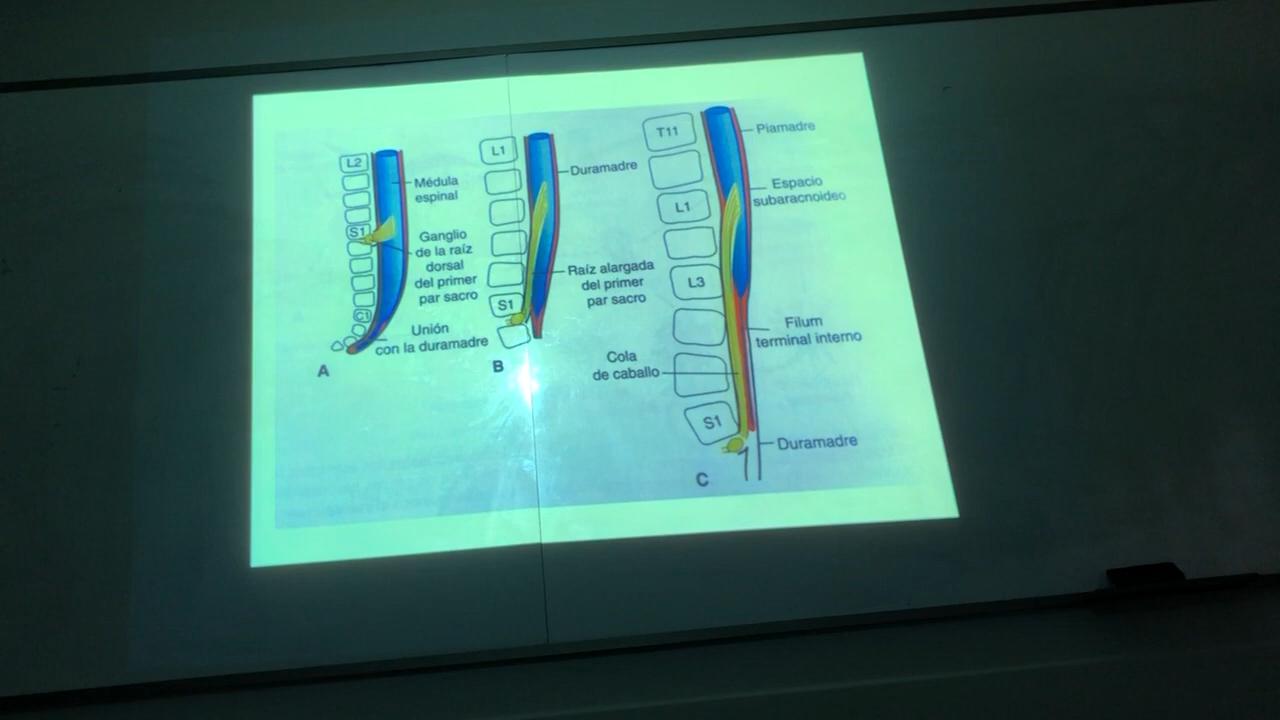 L2
S1
C1
Médula
espinal
Ganglio
de la raíz
dorsal
del primer
par sacro
Unión
con la duramadre
A
L1
S1
Duramadre
Raíz alargada
del primer
par sacro
B
T11
L1
L3
S1
Piamadre
Espacio
subaracnoideo
Filum
terminal interno
Cola
de caballo
Duramadre
C